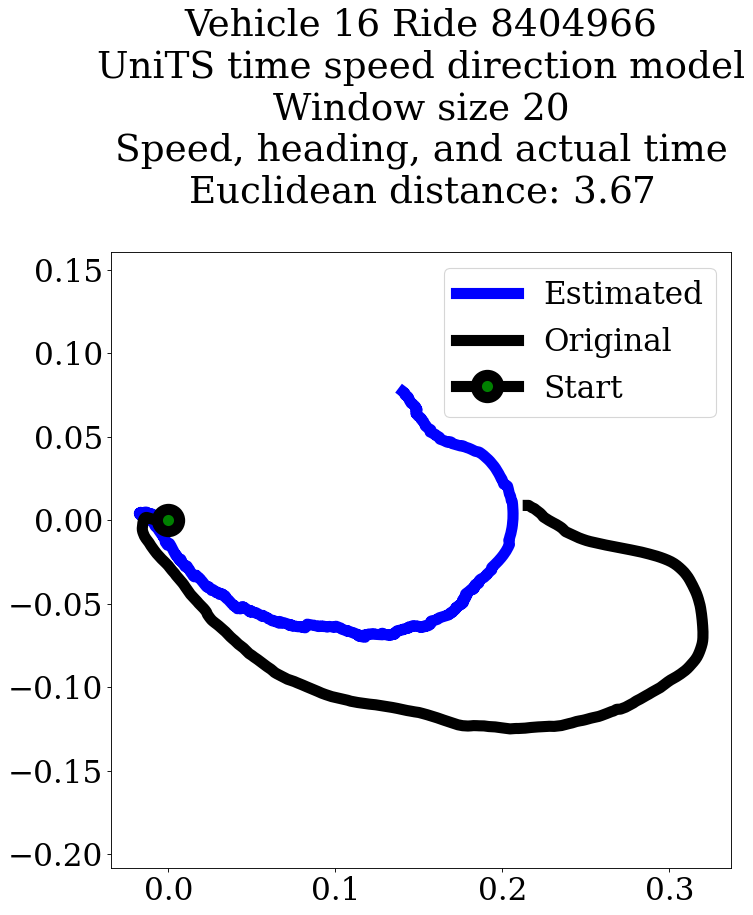 Vehicle 16 Ride 8404966
UniTS time speed direction model
Window size 20
Speed, heading, and actual time
Euclidean distance: 3.67
0.15
0.10
0.05
0.00
−0.05
−0.10
−0.15
−0.20
Estimated
Original
Start
0.0 0.1 0.2 0.3